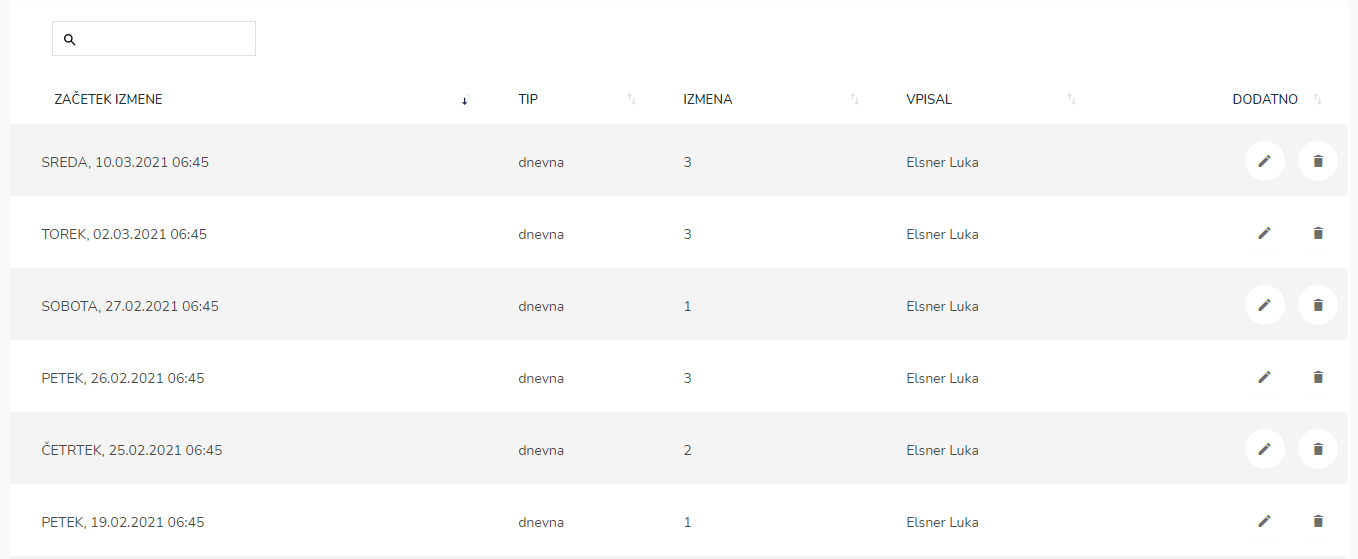 ZAČETEK IZMENE TIP IZMENA VPISAL DODATNO
SREDA, 10.03.2021 06:45 dnevna 3 Elsner Luka
TOREK, 02.03.2021 06:45 dnevna 3 Elsner Luka
SOBOTA, 27.02.2021 06:45 dnevna 1 Elsner Luka
PETEK, 26.02.2021 06:45 dnevna 3 Elsner Luka
ČETRTEK, 25.02.2021 06:45 dnevna 2 Elsner Luka
PETEK, 19.02.2021 06:45 dnevna 1 Elsner Luka